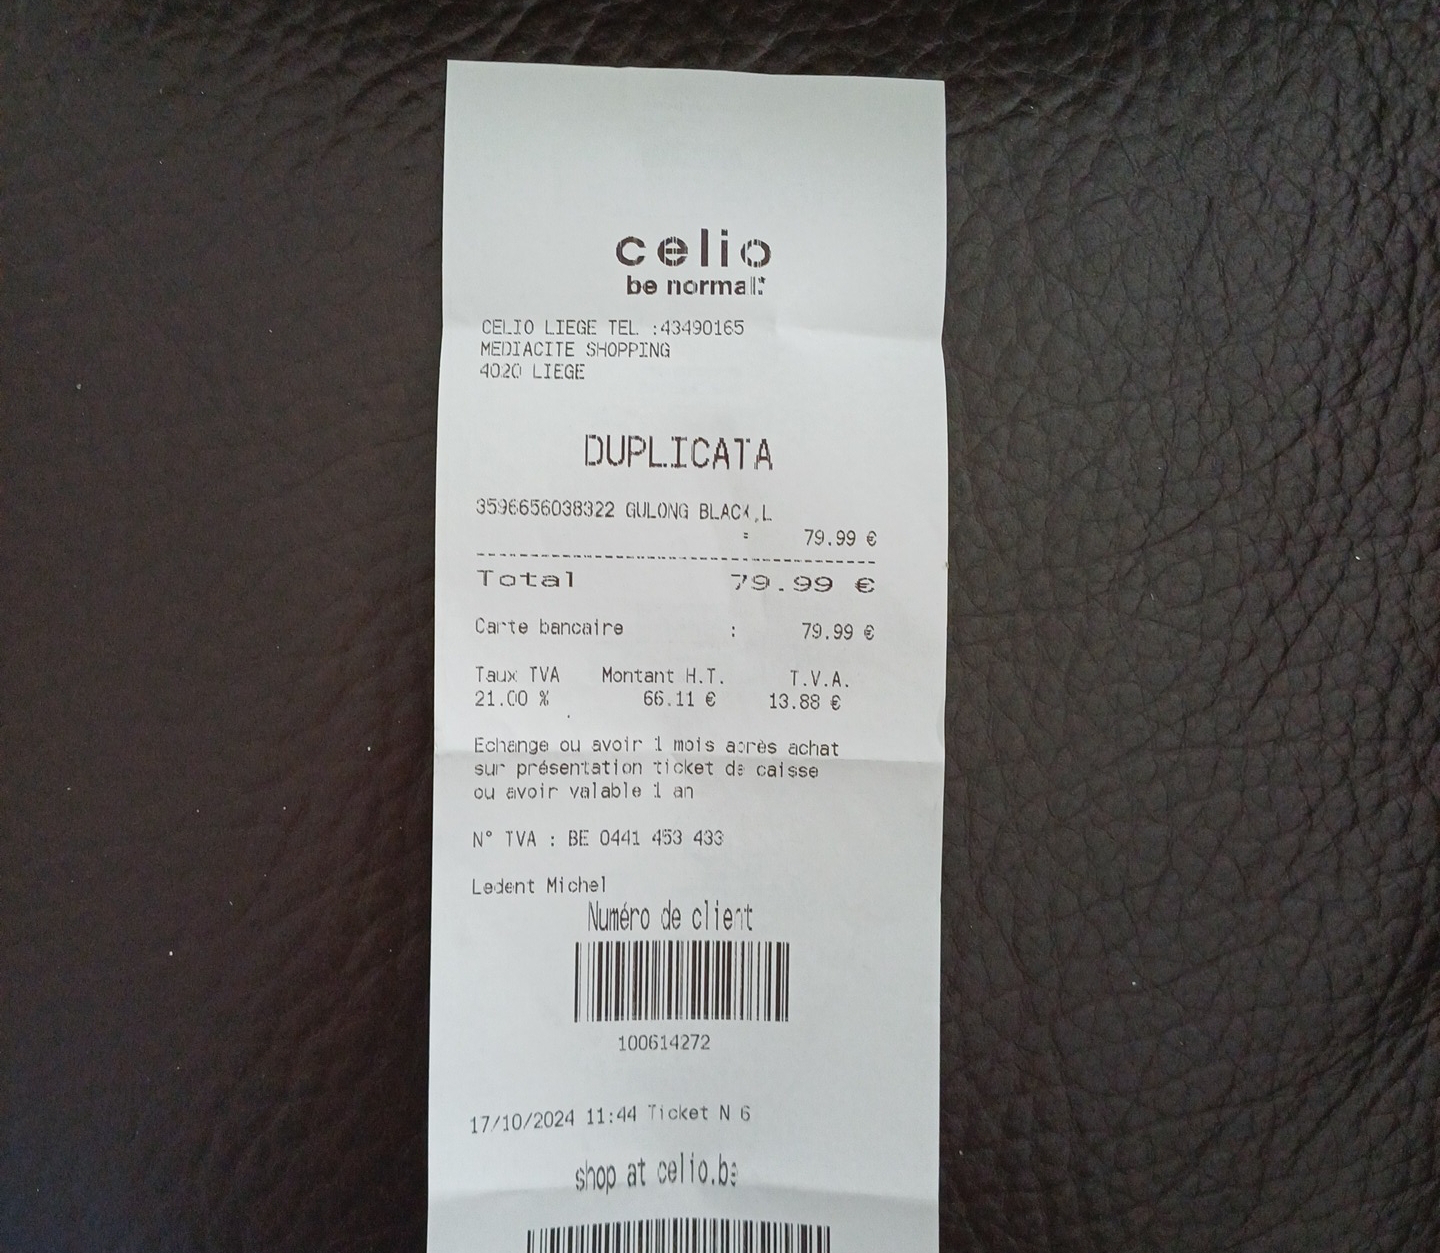 celio
be normal*
CELIO LIEGE TEL :43490165
MEDIACITE SHOPPING
4020 LIEGE
DUPLICATA
3596656038322 GULONG BLACK,L
= 79.99 €
--------------------------------------
Total 79.99 €
Carte bancaire : 79.99 €
Taux TVA Montant H.T. T.V.A.
21.00 % 66.11 € 13.88 €
Echange ou avoir 1 mois après achat
sur présentation ticket de caisse
ou avoir valable 1 an
N° TVA : BE 0441 453 433
Ledent Michel
Numéro de client
100614272
17/10/2024 11:44 Ticket N 6
shop at celio.be